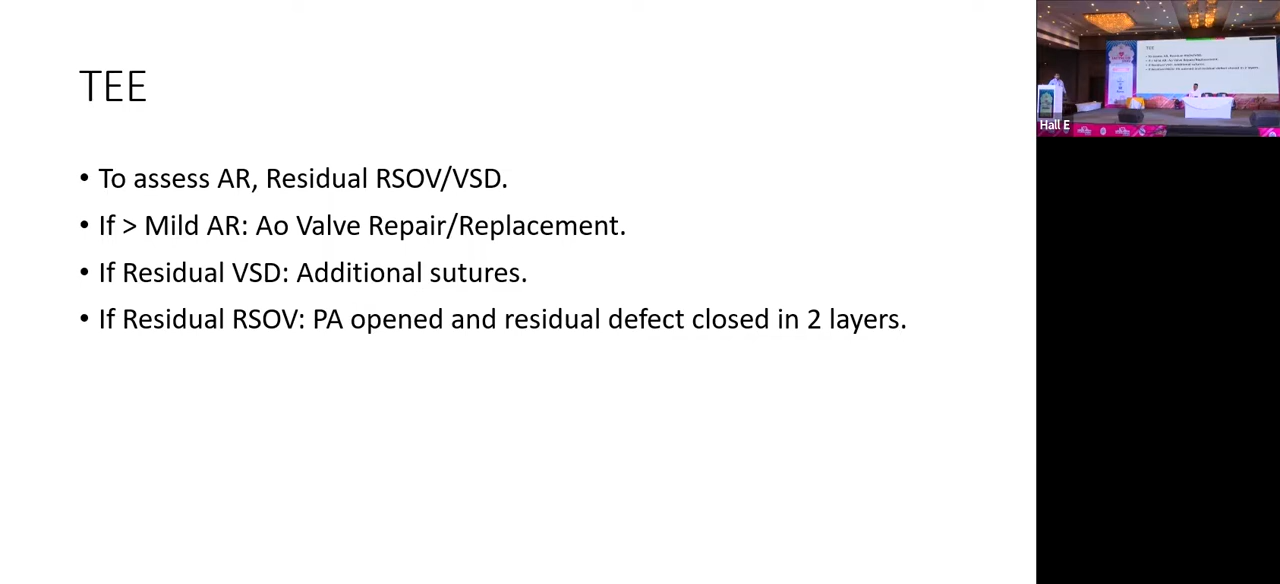 TEE
• To assess AR, Residual RSOV/VSD.
• If > Mild AR: Ao Valve Repair/Replacement.
• If Residual VSD: Additional sutures.
• If Residual RSOV: PA opened and residual defect closed in 2 layers.
Hall E